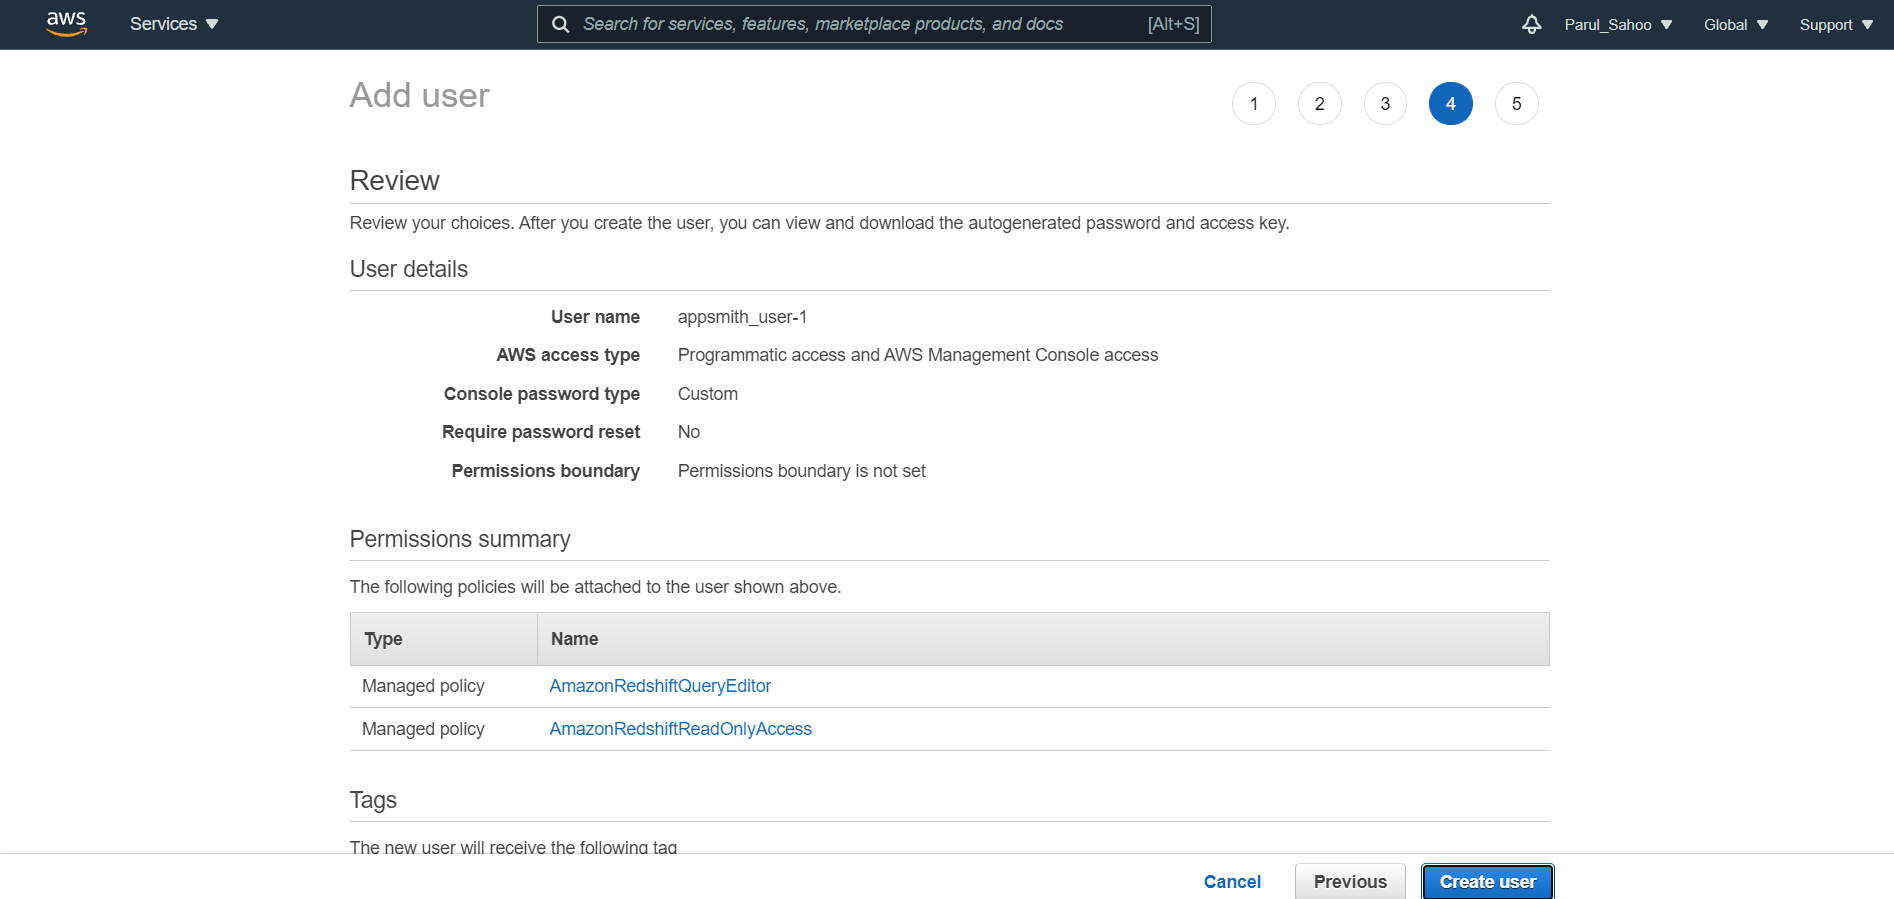 aws Services Search for services, features, marketplace products, and docs [Alt+S] Parul_Sahoo Global Support
Add user 1 2 3 4 5
Review
Review your choices. After you create the user, you can view and download the autogenerated password and access key.
User details
User name appsmith_user-1
AWS access type Programmatic access and AWS Management Console access
Console password type Custom
Require password reset No
Permissions boundary Permissions boundary is not set
Permissions summary
The following policies will be attached to the user shown above.
Type Name
Managed policy AmazonRedshiftQueryEditor
Managed policy AmazonRedshiftReadOnlyAccess
Tags
The new user will receive the following tag
Cancel Previous Create user